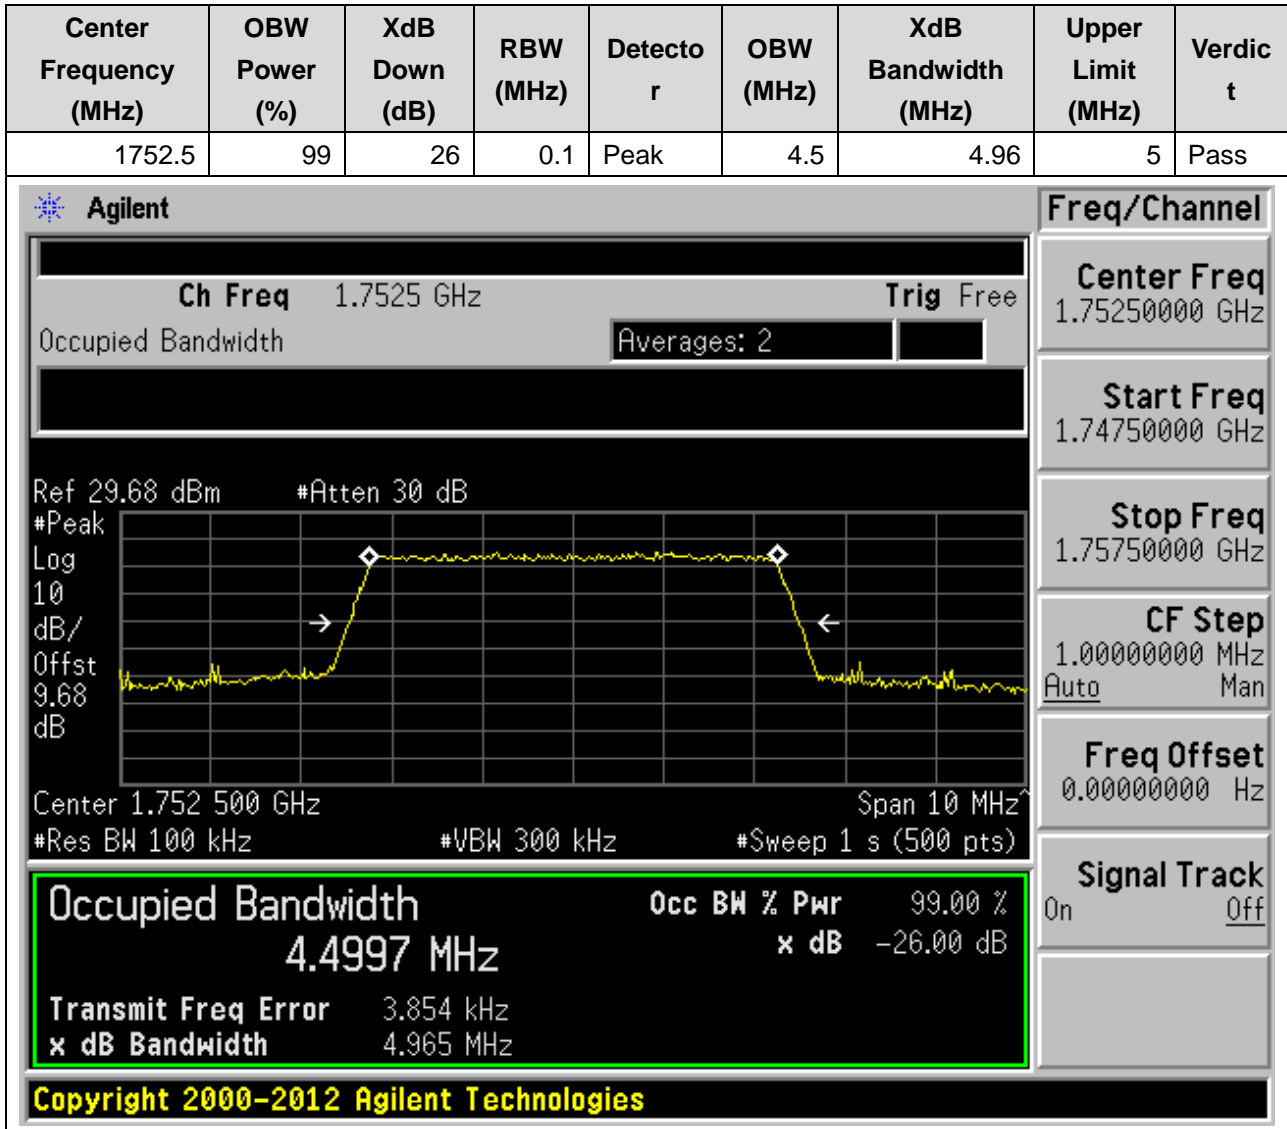 Center Frequency (MHz) OBW Power (%) XdB Down (dB) RBW (MHz) Detecto r OBW (MHz) XdB Bandwidth (MHz) Upper Limit (MHz) Verdic t
1752.5 99 26 0.1 Peak 4.5 4.96 5 Pass
Agilent
Freq/Channel
Ch Freq 1.7525 GHz Trig Free
Occupied Bandwidth Averages: 2
Center Freq
1.75250000 GHz
Start Freq
1.74750000 GHz
Stop Freq
1.75750000 GHz
CF Step
1.00000000 MHz
Auto Man
Freq Offset
0.00000000 Hz
Signal Track
On Off
Ref 29.68 dBm #Atten 30 dB
#Peak
Log
10
dB/
Offst
9.68
dB
Center 1.752 500 GHz Span 10 MHz^
#Res BW 100 kHz #VBW 300 kHz #Sweep 1 s (500 pts)
Occupied Bandwidth
4.4997 MHz
Occ BW % Pwr 99.00 %
x dB -26.00 dB
Transmit Freq Error 3.854 kHz
x dB Bandwidth 4.965 MHz
Copyright 2000-2012 Agilent Technologies